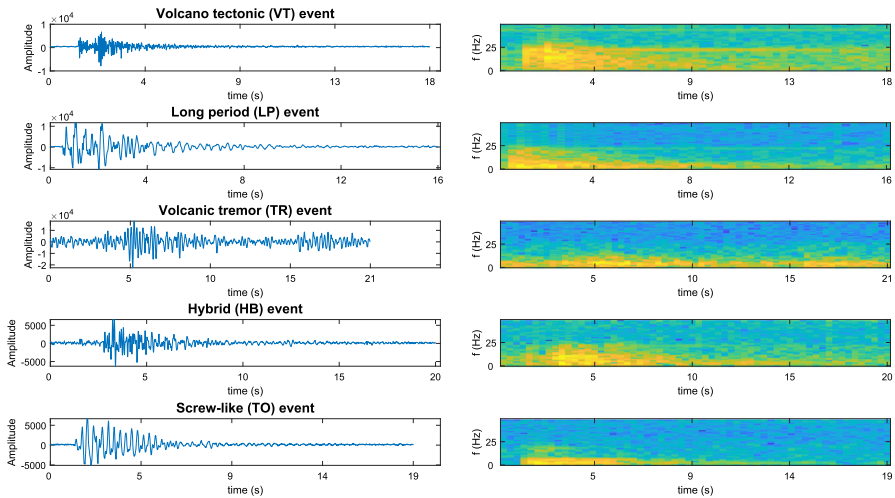 Volcano tectonic (VT) event
×10⁴
1
0
-1
Amplitude
0 4 9 13 18
time (s)
25
0
f (Hz)
4 9 13 18
time (s)
Long period (LP) event
×10⁴
1
0
-1
Amplitude
0 4 8 12 16
time (s)
25
0
f (Hz)
4 8 12 16
time (s)
Volcanic tremor (TR) event
×10⁴
1
0
-1
-2
Amplitude
0 5 10 15 21
time (s)
25
0
f (Hz)
5 10 15 21
time (s)
Hybrid (HB) event
5000
0
-5000
Amplitude
0 5 10 15 20
time (s)
25
0
f (Hz)
5 10 15 20
time (s)
Screw-like (TO) event
5000
0
-5000
Amplitude
0 5 9 14 19
time (s)
25
0
f (Hz)
5 9 14 19
time (s)